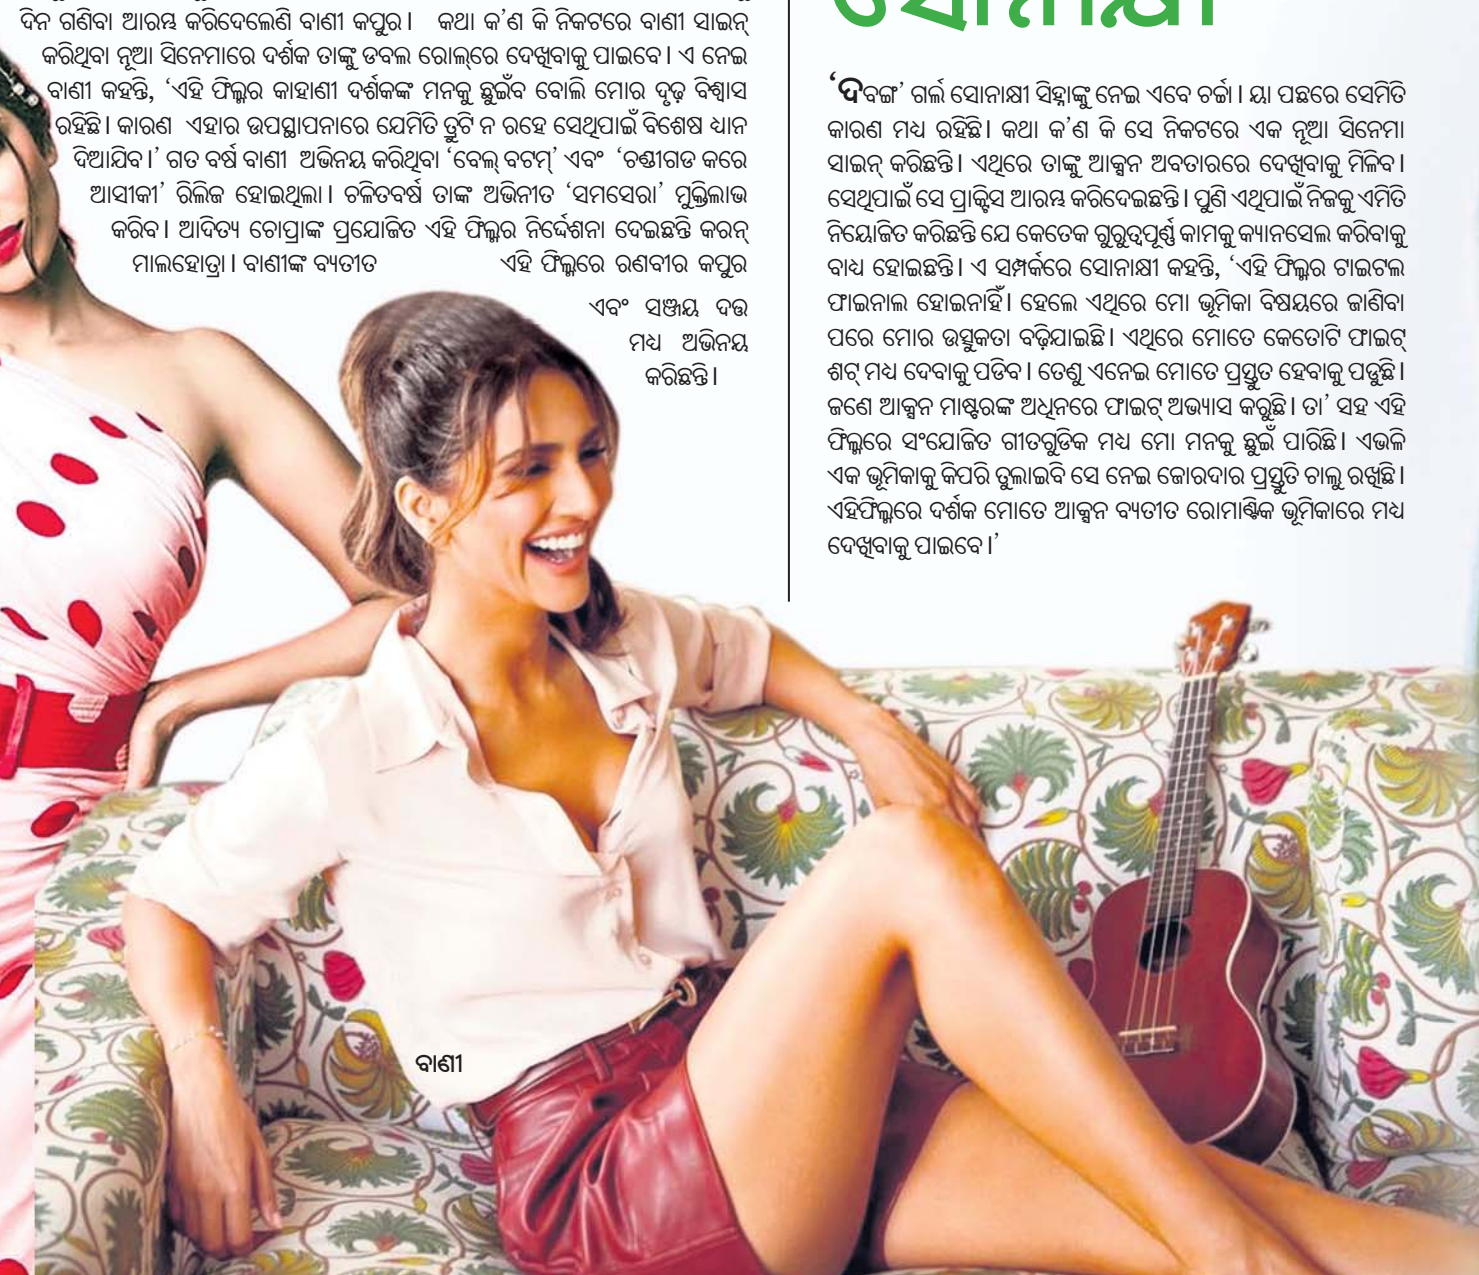 ଦିନ ଗଣିବା ଆରମ୍ଭ କରିଦେଲେଣି ବାଣୀ କପୁର। କଥା କ'ଣ କି ନିକଟରେ ବାଣୀ ସାଇନ୍
କରିଥିବା ନୂଆ ସିନେମାରେ ଦର୍ଶକ ତାଙ୍କୁ ଡବଲ ରୋଲ୍‌ରେ ଦେଖିବାକୁ ପାଇବେ। ଏ ନେଇ
ବାଣୀ କହନ୍ତି, ‘ଏହି ଫିଲ୍ମର କାହାଣୀ ଦର୍ଶକଙ୍କ ମନକୁ ଛୁଇଁବ ବୋଲି ମୋର ଦୃଢ଼ ବିଶ୍ୱାସ
ରହିଛି। କାରଣ ଏହାର ଉପସ୍ଥାପନାରେ ଯେମିତି ତ୍ରୁଟି ନ ରହେ ସେଥିପାଇଁ ବିଶେଷ ଧ୍ୟାନ
ଦିଆଯିବ।’ ଗତ ବର୍ଷ ବାଣୀ ଅଭିନୟ କରିଥିବା ‘ବେଲ୍ ବଟମ୍’ ଏବଂ ‘ଚଣ୍ଡୀଗଡ କରେ
ଆସୀକୀ’ ରିଲିଜ ହୋଇଥିଲା। ଚଳିତବର୍ଷ ତାଙ୍କ ଅଭିନୀତ ‘ସମସେରା’ ମୁକ୍ତିଲାଭ
କରିବ। ଆଦିତ୍ୟ ଚୋପ୍ରାଙ୍କ ପ୍ରଯୋଜିତ ଏହି ଫିଲ୍ମର ନିର୍ଦ୍ଦେଶନା ଦେଇଛନ୍ତି କରନ୍
ମାଲହୋତ୍ରା। ବାଣୀଙ୍କ ବ୍ୟତୀତ ଏହି ଫିଲ୍ମରେ ରଣବୀର କପୁର
ଏବଂ ସଞ୍ଜୟ ଦତ୍ତ
ମଧ୍ୟ ଅଭିନୟ
କରିଛନ୍ତି।
ବାଣୀ
ସୋନାକ୍ଷୀ
‘ଦବଙ୍ଗ’ ଗର୍ଲ ସୋନାକ୍ଷୀ ସିହ୍ନାଙ୍କୁ ନେଇ ଏବେ ଚର୍ଚ୍ଚା। ୟା ପଛରେ ସେମିତି
କାରଣ ମଧ୍ୟ ରହିଛି। କଥା କ'ଣ କି ସେ ନିକଟରେ ଏକ ନୂଆ ସିନେମା
ସାଇନ୍ କରିଛନ୍ତି। ଏଥିରେ ତାଙ୍କୁ ଆକ୍ସନ ଅବତାରରେ ଦେଖିବାକୁ ମିଳିବ।
ସେଥିପାଇଁ ସେ ପ୍ରାକ୍ଟିସ ଆରମ୍ଭ କରିଦେଇଛନ୍ତି। ପୁଣି ଏଥିପାଇଁ ନିଜକୁ ଏମିତି
ନିୟୋଜିତ କରିଛନ୍ତି ଯେ କେତେକ ଗୁରୁତ୍ୱପୂର୍ଣ୍ଣ କାମକୁ କ୍ୟାନସେଲ କରିବାକୁ
ବାଧ୍ୟ ହୋଇଛନ୍ତି। ଏ ସମ୍ପର୍କରେ ସୋନାକ୍ଷୀ କହନ୍ତି, ‘ଏହି ଫିଲ୍ମର ଟାଇଟଲ
ଫାଇନାଲ ହୋଇନାହିଁ। ହେଲେ ଏଥିରେ ମୋ ଭୂମିକା ବିଷୟରେ ଜାଣିବା
ପରେ ମୋର ଉତ୍ସୁକତା ବଢ଼ିଯାଇଛି। ଏଥିରେ ମୋତେ କେତୋଟି ଫାଇଟ୍
ଶଟ୍ ମଧ୍ୟ ଦେବାକୁ ପଡିବ। ତେଣୁ ଏନେଇ ମୋତେ ପ୍ରସ୍ତୁତ ହେବାକୁ ପଡୁଛି।
ଜଣେ ଆକ୍ସନ ମାଷ୍ଟରଙ୍କ ଅଧିନରେ ଫାଇଟ୍ ଅଭ୍ୟାସ କରୁଛି। ତା' ସହ ଏହି
ଫିଲ୍ମରେ ସଂଯୋଜିତ ଗୀତଗୁଡିକ ମଧ୍ୟ ମୋ ମନକୁ ଛୁଇଁ ପାରିଛି। ଏଭଳି
ଏକ ଭୂମିକାକୁ କିପରି ତୁଲାଇବି ସେ ନେଇ ଜୋରଦାର ପ୍ରସ୍ତୁତି ଚାଲୁ ରଖିଛି।
ଏହିଫିଲ୍ମରେ ଦର୍ଶକ ମୋତେ ଆକ୍ସନ ବ୍ୟତୀତ ରୋମାଣ୍ଟିକ ଭୂମିକାରେ ମଧ୍ୟ
ଦେଖିବାକୁ ପାଇବେ।’